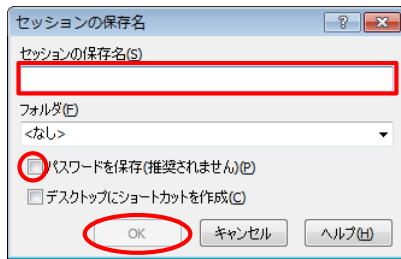 セッションの保存名
セッションの保存名(S)
フォルダ(F)
<なし>
パスワードを保存(推奨されません)(P)
デスクトップにショートカットを作成(C)
OK キャンセル ヘルプ(H)